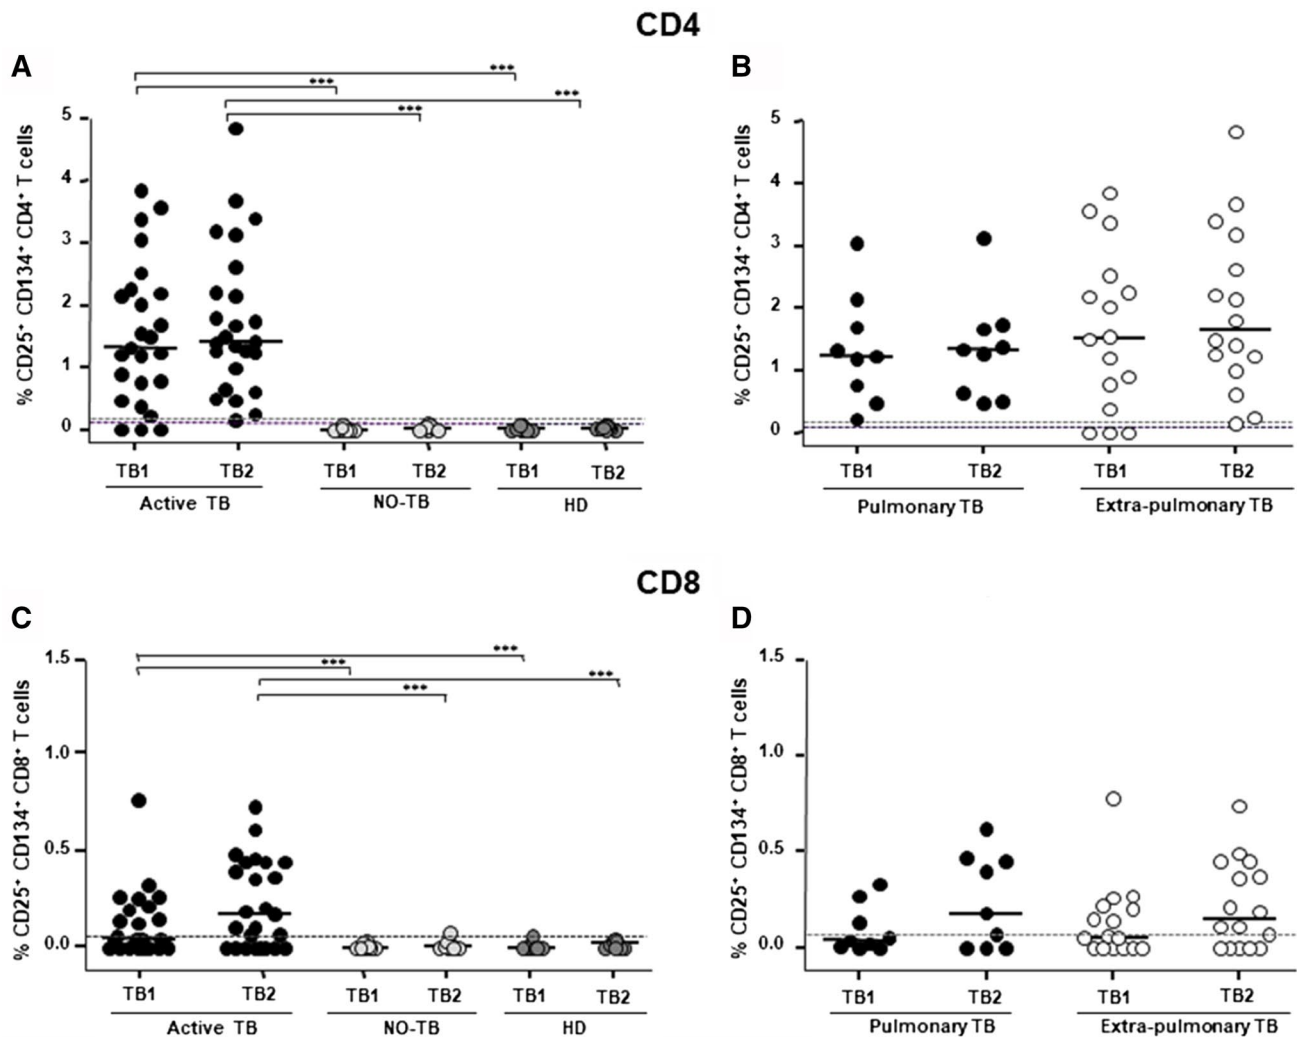 CD4
A
B
***
***
***
***
% CD25+ CD134+ CD4+ T cells
5
4
3
2
1
0
TB1 TB2 TB1 TB2 TB1 TB2
Active TB NO-TB HD
% CD25+ CD134+ CD4+ T cells
5
4
3
2
1
0
TB1 TB2 TB1 TB2
Pulmonary TB Extra-pulmonary TB
CD8
C
D
***
***
***
***
% CD25+ CD134+ CD8+ T cells
1.5
1.0
0.5
0.0
TB1 TB2 TB1 TB2 TB1 TB2
Active TB NO-TB HD
% CD25+ CD134+ CD8+ T cells
1.5
1.0
0.5
0.0
TB1 TB2 TB1 TB2
Pulmonary TB Extra-pulmonary TB